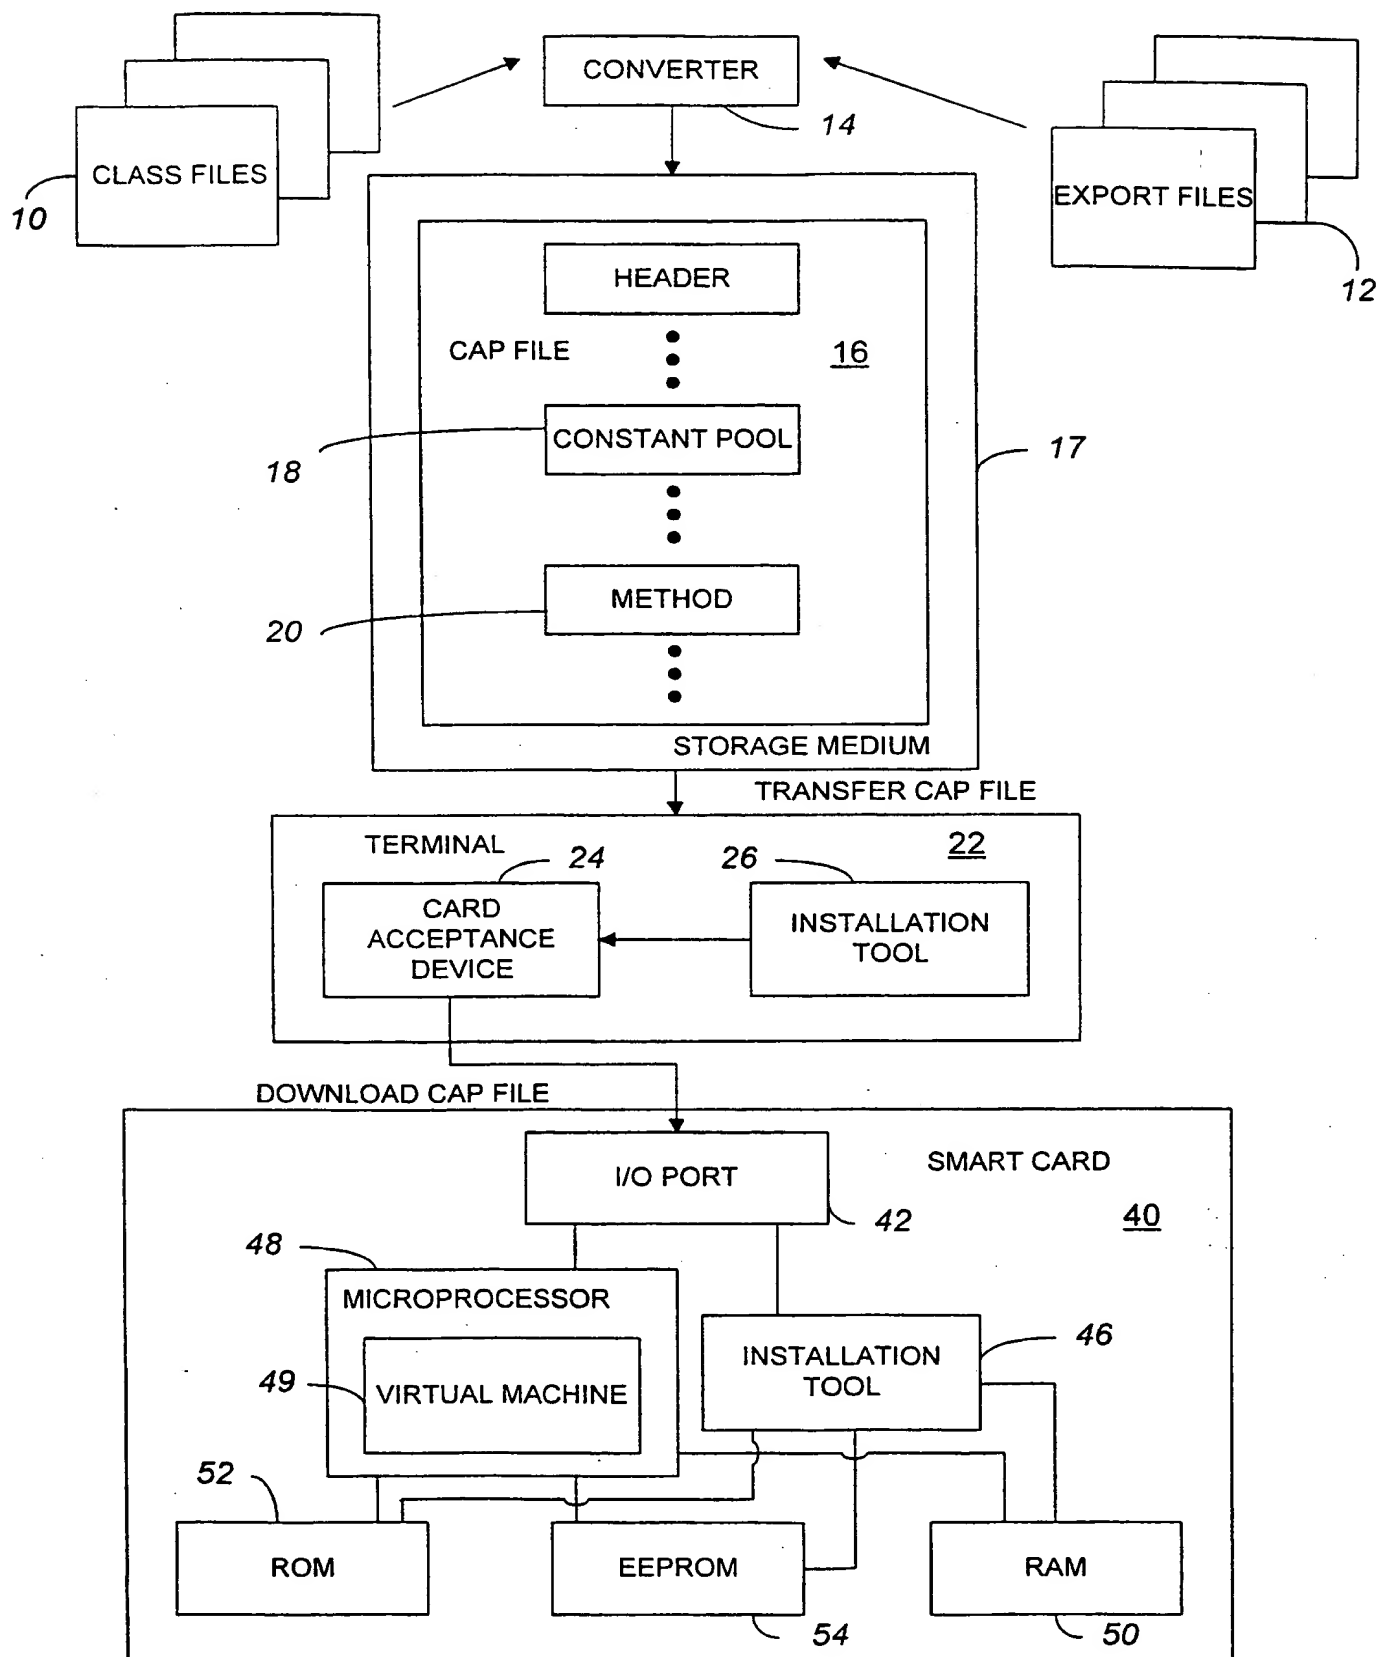 CONVERTER
14
CLASS FILES
10
EXPORT FILES
12
HEADER
CAP FILE
16
CONSTANT POOL
18
17
METHOD
20
STORAGE MEDIUM
TRANSFER CAP FILE
TERMINAL
22
24
26
CARD
ACCEPTANCE
DEVICE
INSTALLATION
TOOL
DOWNLOAD CAP FILE
I/O PORT
SMART CARD
42
40
48
MICROPROCESSOR
46
INSTALLATION
TOOL
49
VIRTUAL MACHINE
52
ROM
EEPROM
RAM
54
50